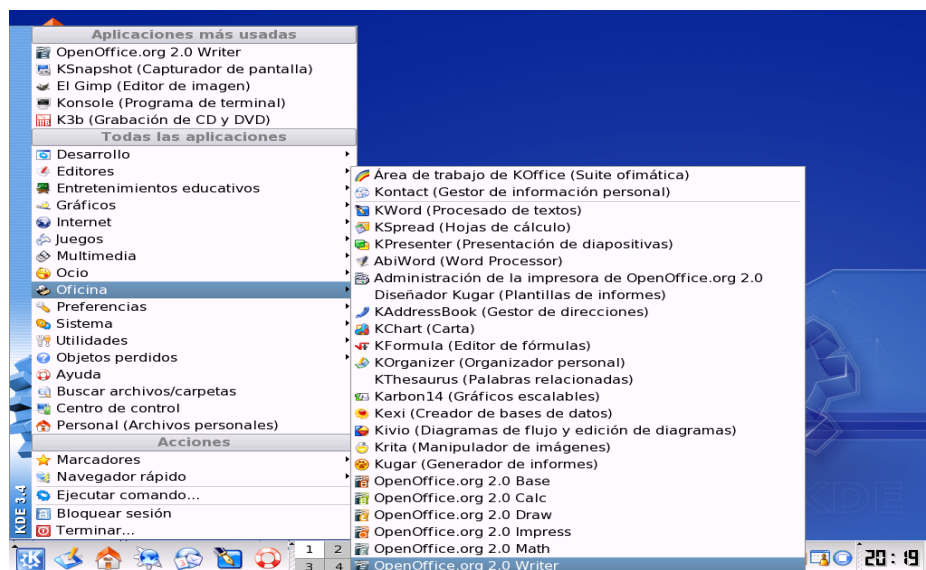 Aplicaciones más usadas
OpenOffice.org 2.0 Writer
KSnapshot (Capturador de pantalla)
El Gimp (Editor de imagen)
Konsole (Programa de terminal)
K3b (Grabación de CD y DVD)
Todas las aplicaciones
Desarrollo
Editores
Entretenimientos educativos
Gráficos
Internet
Juegos
Multimedia
Ocio
Oficina
Preferencias
Sistema
Utilidades
Objetos perdidos
Ayuda
Buscar archivos/carpetas
Centro de control
Personal (Archivos personales)
Acciones
Marcadores
Navegador rápido
Ejecutar comando...
Bloquear sesión
Terminar...
KDE 3.4
Área de trabajo de KOffice (Suite ofimática)
Kontact (Gestor de información personal)
KWord (Procesado de textos)
KSpread (Hojas de cálculo)
KPresenter (Presentación de diapositivas)
AbiWord (Word Processor)
Administración de la impresora de OpenOffice.org 2.0
Diseñador Kugar (Plantillas de informes)
KAddressBook (Gestor de direcciones)
KChart (Carta)
KFormula (Editor de fórmulas)
KOrganizer (Organizador personal)
KThesaurus (Palabras relacionadas)
Karbon14 (Gráficos escalables)
Kexi (Creador de bases de datos)
Kivio (Diagramas de flujo y edición de diagramas)
Krita (Manipulador de imágenes)
Kugar (Generador de informes)
OpenOffice.org 2.0 Base
OpenOffice.org 2.0 Calc
OpenOffice.org 2.0 Draw
OpenOffice.org 2.0 Impress
OpenOffice.org 2.0 Math
OpenOffice.org 2.0 Writer
KDE
1 2
3 4
20:19